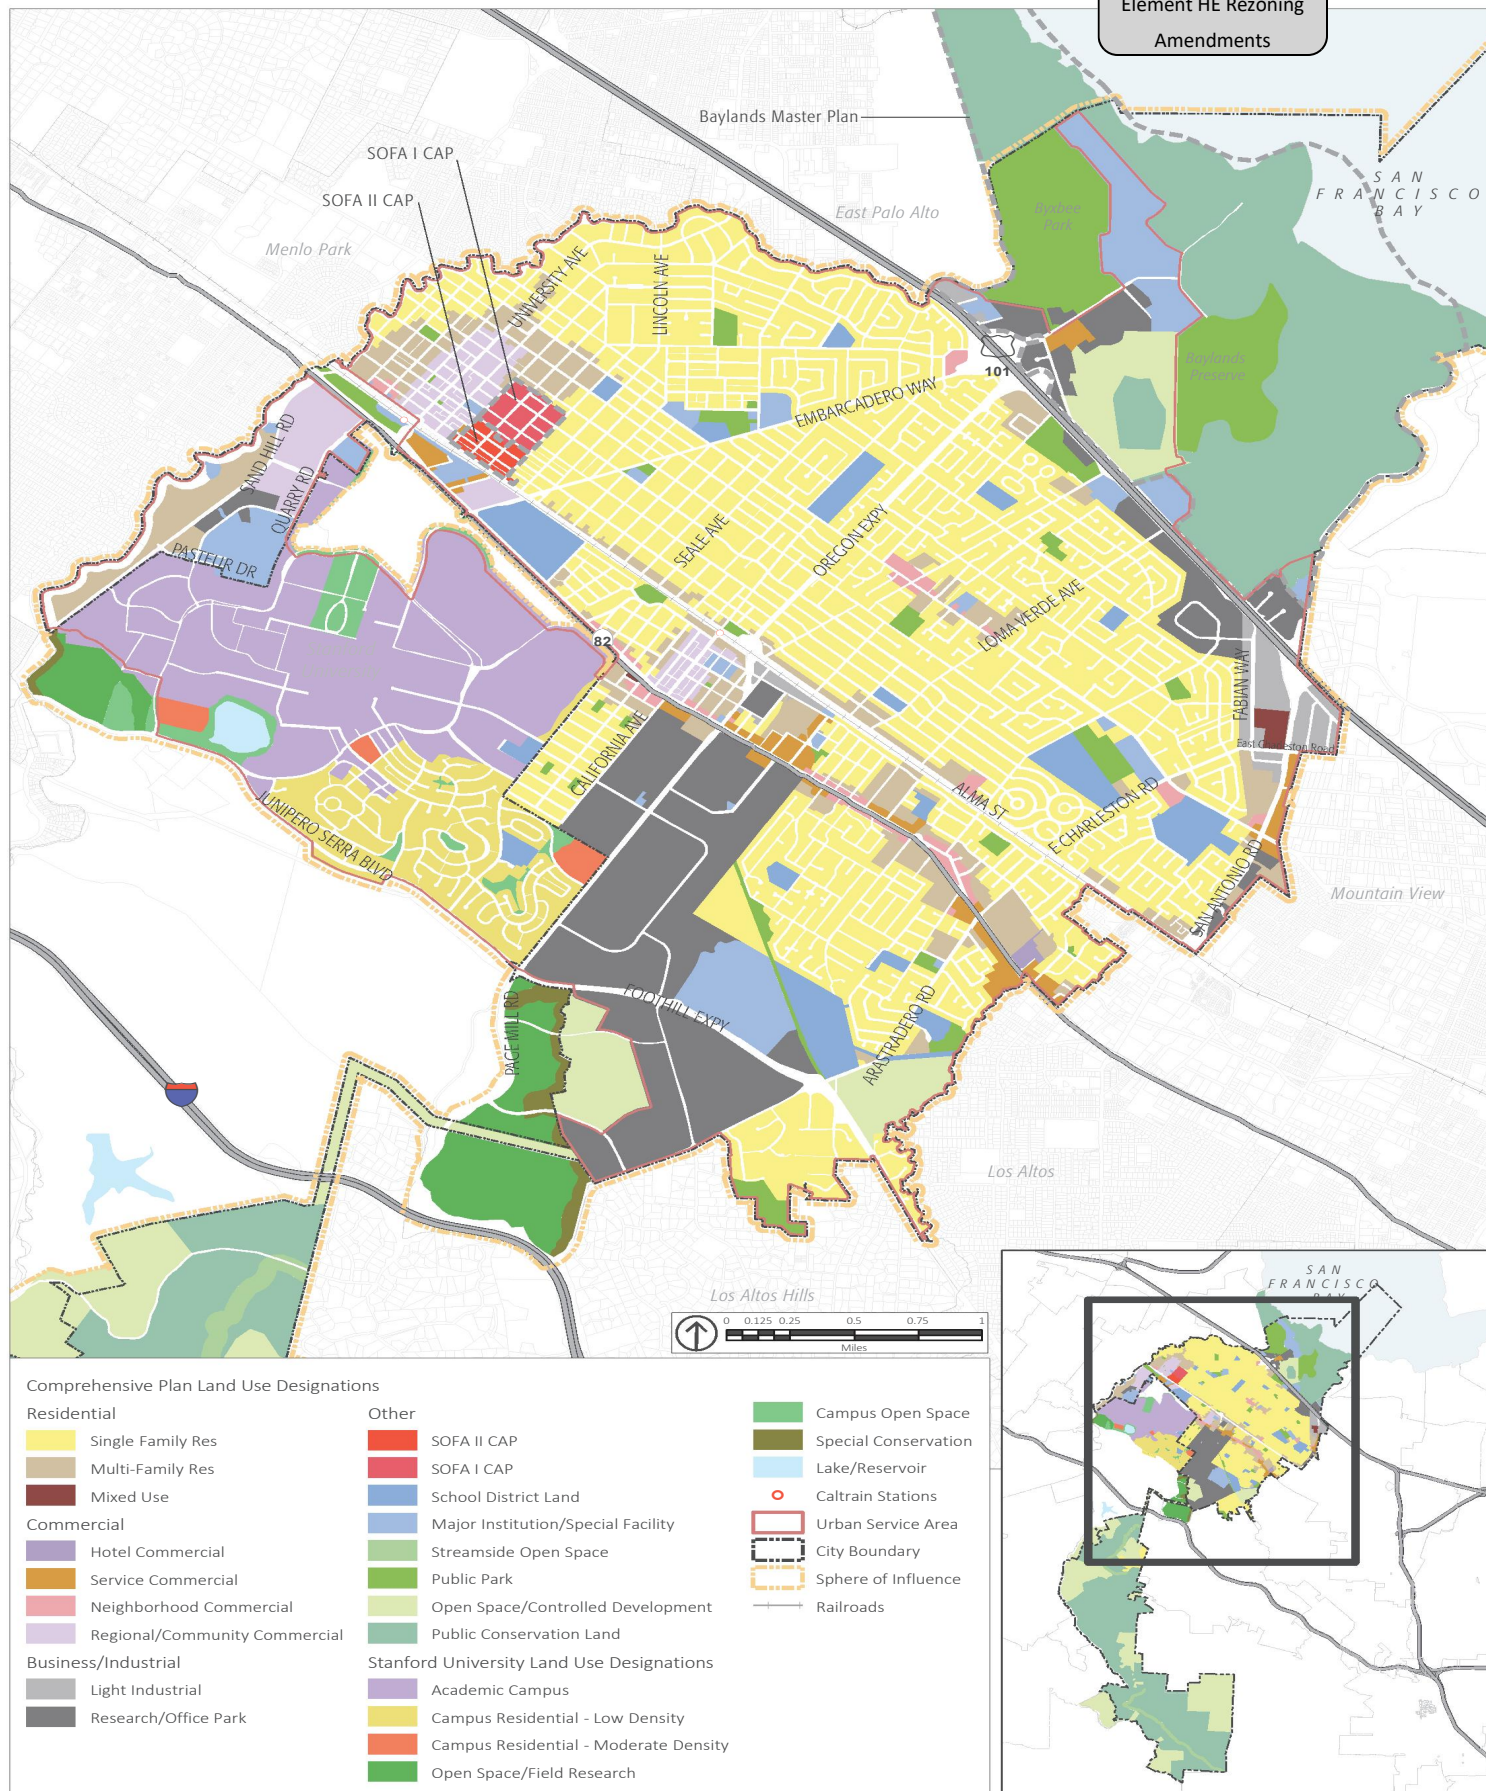 Element HE Rezoning
Amendments
Baylands Master Plan
SOFA I CAP
SOFA II CAP
East Palo Alto
Menlo Park
Byxbee
Park
SAN
FRANCISCO
BAY
UNIVERSITY AVE
LINCOLN AVE
Baylands
Preserve
101
EMBARCADERO WAY
SAND HILL RD
QUARRY RD
PASTEUR DR
SEALE AVE
OREGON EXPY
LOMA VERDE AVE
82
FABIAN WAY
East Charleston Road
CALIFORNIA AVE
ALMA ST
E CHARLESTON RD
JUNIPERO SERRA BLVD
SAN ANTONIO RD
Mountain View
PAGE MILL RD
FOOTHILL EXPY
ARASTRADERO RD
Los Altos
Los Altos Hills
0 0.125 0.25 0.5 0.75 1
Miles
SAN
FRANCISCO
BAY
Comprehensive Plan Land Use Designations
Residential
Single Family Res
Multi-Family Res
Mixed Use
Commercial
Hotel Commercial
Service Commercial
Neighborhood Commercial
Regional/Community Commercial
Business/Industrial
Light Industrial
Research/Office Park
Other
SOFA II CAP
SOFA I CAP
School District Land
Major Institution/Special Facility
Streamside Open Space
Public Park
Open Space/Controlled Development
Public Conservation Land
Stanford University Land Use Designations
Academic Campus
Campus Residential - Low Density
Campus Residential - Moderate Density
Open Space/Field Research
Campus Open Space
Special Conservation
Lake/Reservoir
Caltrain Stations
Urban Service Area
City Boundary
Sphere of Influence
Railroads